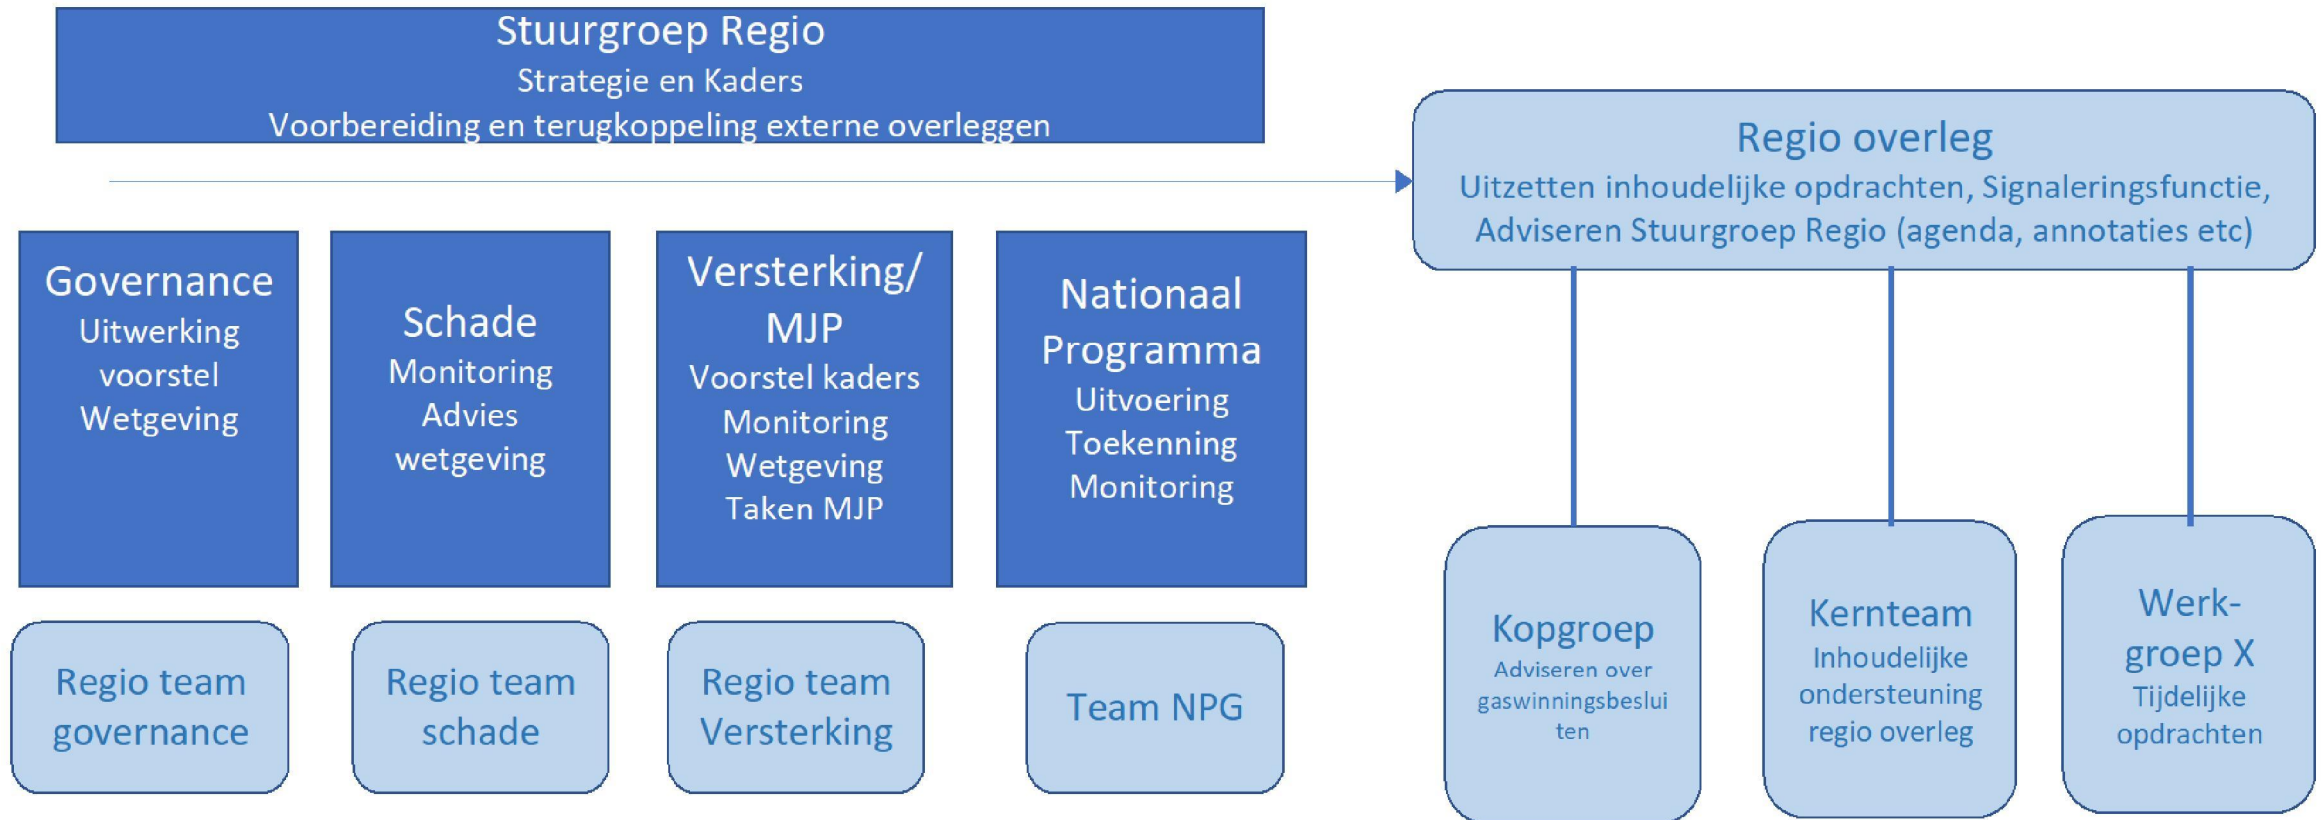 Stuurgroep Regio
Strategie en Kaders
Voorbereiding en terugkoppeling externe overleggen
Regio overleg
Uitzetten inhoudelijke opdrachten, Signaleringsfunctie,
Adviseren Stuurgroep Regio (agenda, annotaties etc)
Governance
Uitwerking
voorstel
Wetgeving
Schade
Monitoring
Advies
wetgeving
Versterking/
MJP
Voorstel kaders
Monitoring
Wetgeving
Taken MJP
Nationaal
Programma
Uitvoering
Toekenning
Monitoring
Regio team
governance
Regio team
schade
Regio team
Versterking
Team NPG
Kopgroep
Adviseren over
gaswinningsbeslui
ten
Kernteam
Inhoudelijke
ondersteuning
regio overleg
Werk-
groep X
Tijdelijke
opdrachten